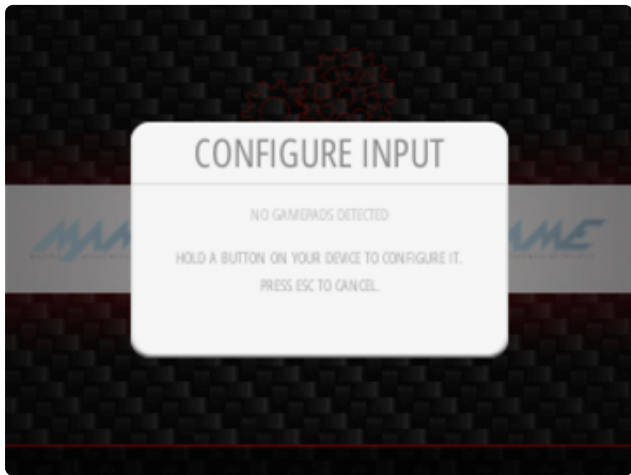 CONFIGURE INPUT
NO GAMEPADS DETECTED
HOLD A BUTTON ON YOUR DEVICE TO CONFIGURE IT.
PRESS ESC TO CANCEL.